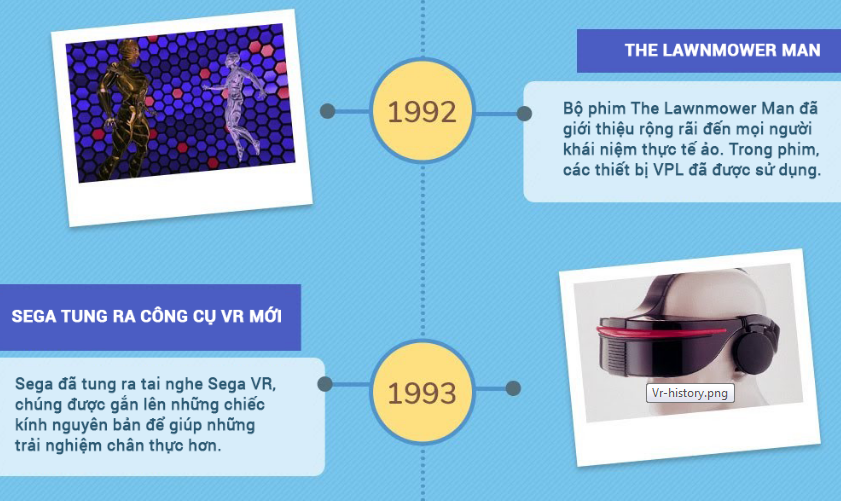 1992
THE LAWNMOWER MAN
Bộ phim The Lawnmower Man đã
giới thiệu rộng rãi đến mọi người
khái niệm thực tế ảo. Trong phim,
các thiết bị VPL đã được sử dụng.
SEGA TUNG RA CÔNG CỤ VR MỚI
Sega đã tung ra tai nghe Sega VR,
chúng được gắn lên những chiếc
kính nguyên bản để giúp những
trải nghiệm chân thực hơn.
1993
Vr-history.png